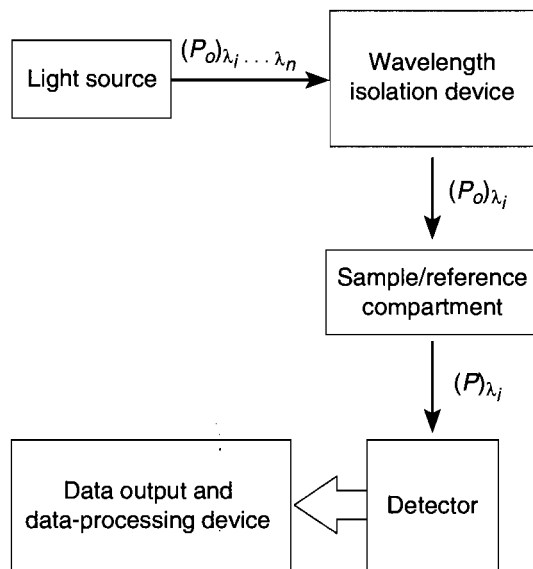 Light source
(Pₒ)λᵢ . . . λₙ
Wavelength
isolation device
(Pₒ)λᵢ
Sample/reference
compartment
(P)λᵢ
Detector
Data output and
data-processing device